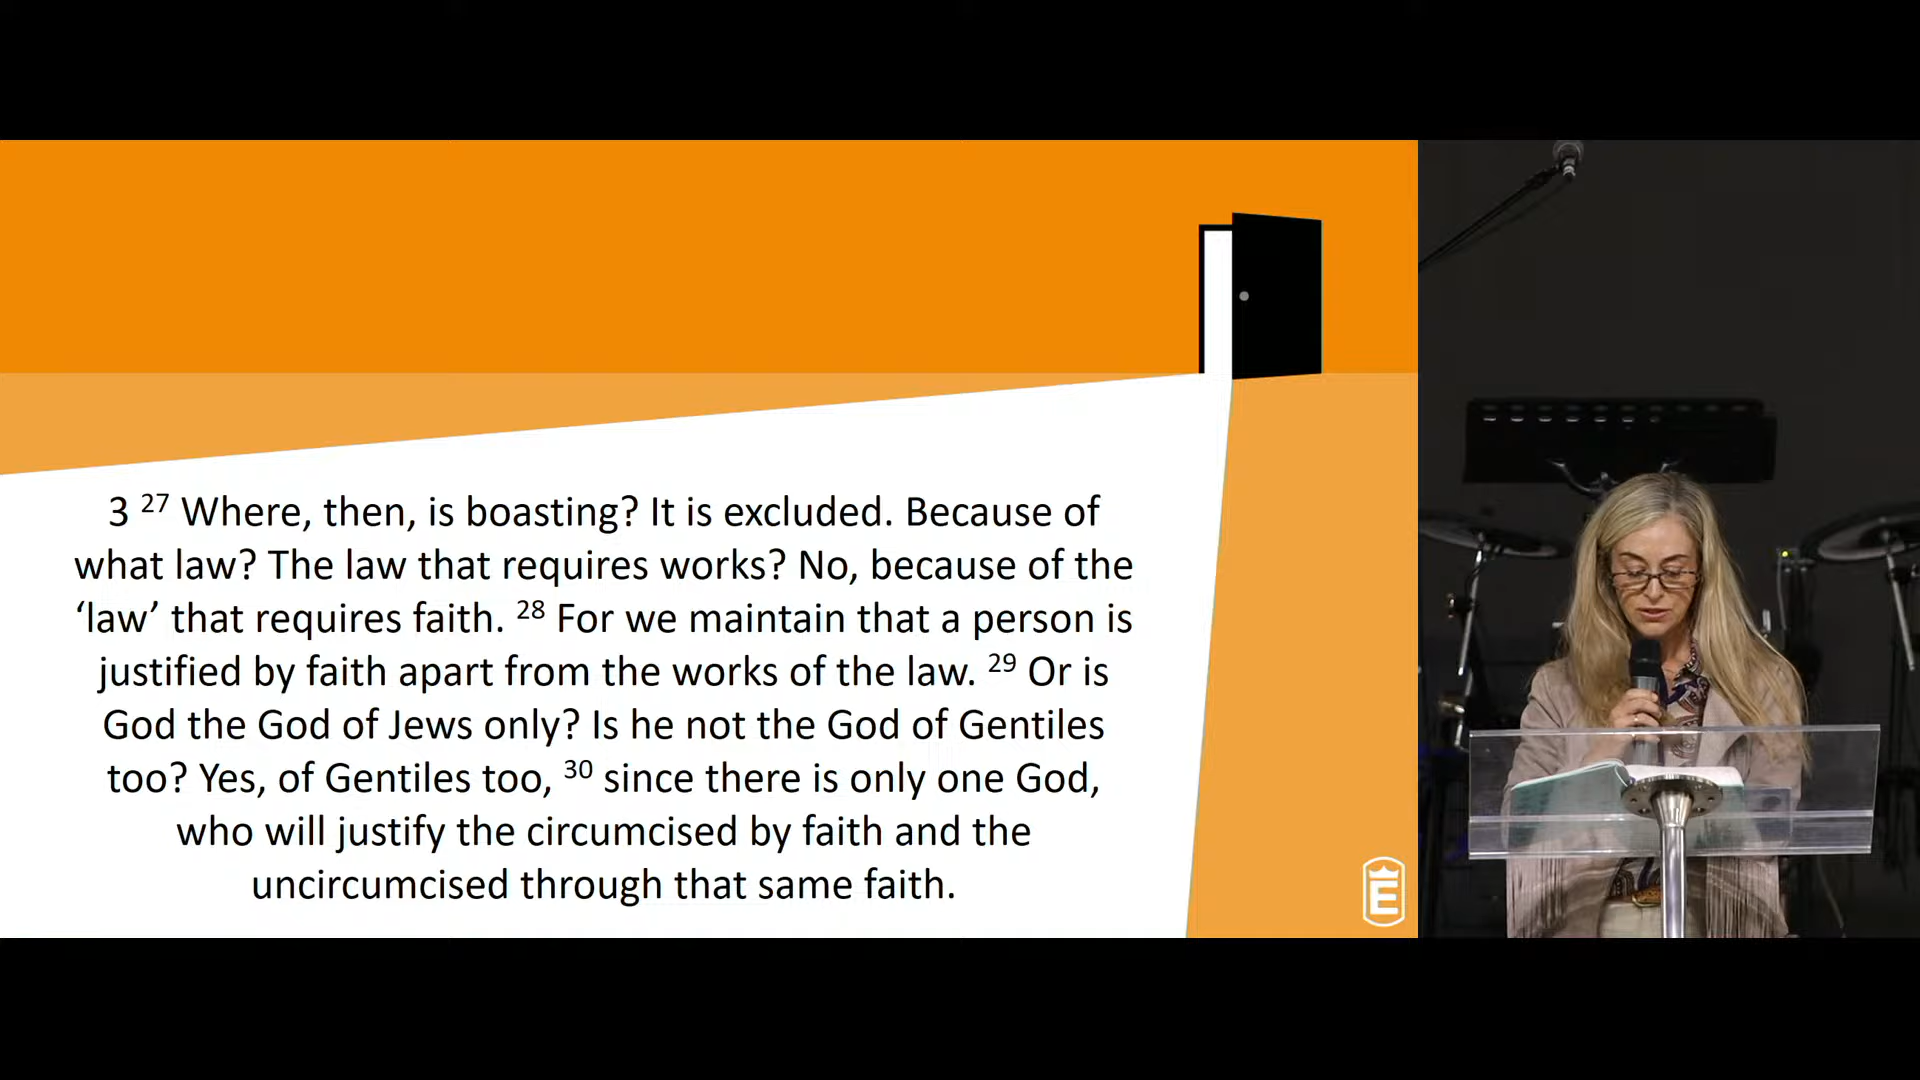 3 27 Where, then, is boasting? It is excluded. Because of
what law? The law that requires works? No, because of the
‘law’ that requires faith. 28 For we maintain that a person is
justified by faith apart from the works of the law. 29 Or is
God the God of Jews only? Is he not the God of Gentiles
too? Yes, of Gentiles too, 30 since there is only one God,
who will justify the circumcised by faith and the
uncircumcised through that same faith.
E